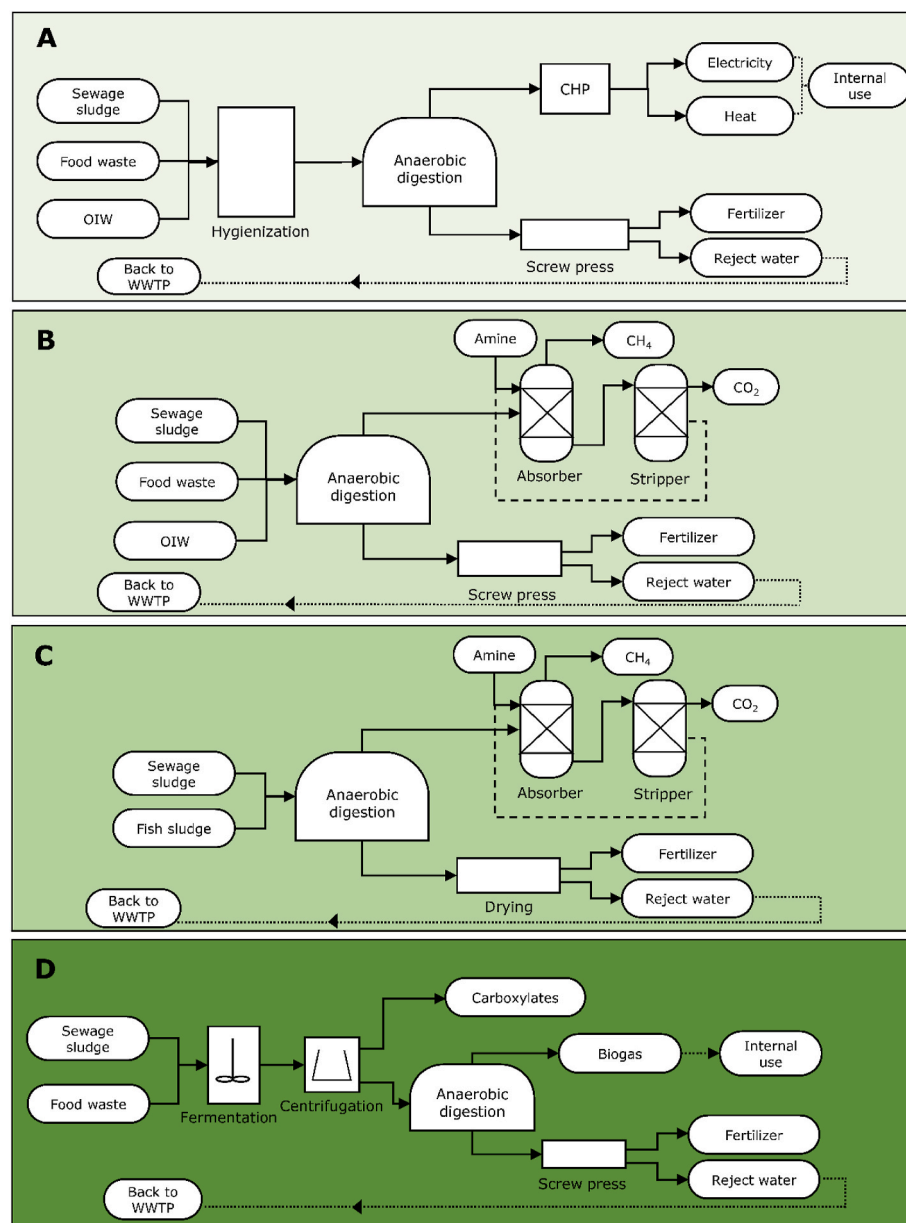 A
Sewage
sludge
Food waste
OIW
Hygienization
Anaerobic
digestion
CHP
Electricity
Heat
Internal
use
Screw press
Fertilizer
Reject water
Back to
WWTP
B
Amine
CH₄
CO₂
Absorber
Stripper
Sewage
sludge
Food waste
OIW
Anaerobic
digestion
Screw press
Fertilizer
Reject water
Back to
WWTP
C
Amine
CH₄
CO₂
Absorber
Stripper
Sewage
sludge
Fish sludge
Anaerobic
digestion
Drying
Fertilizer
Reject water
Back to
WWTP
D
Sewage
sludge
Food waste
Fermentation
Centrifugation
Carboxylates
Anaerobic
digestion
Biogas
Internal
use
Screw press
Fertilizer
Reject water
Back to
WWTP